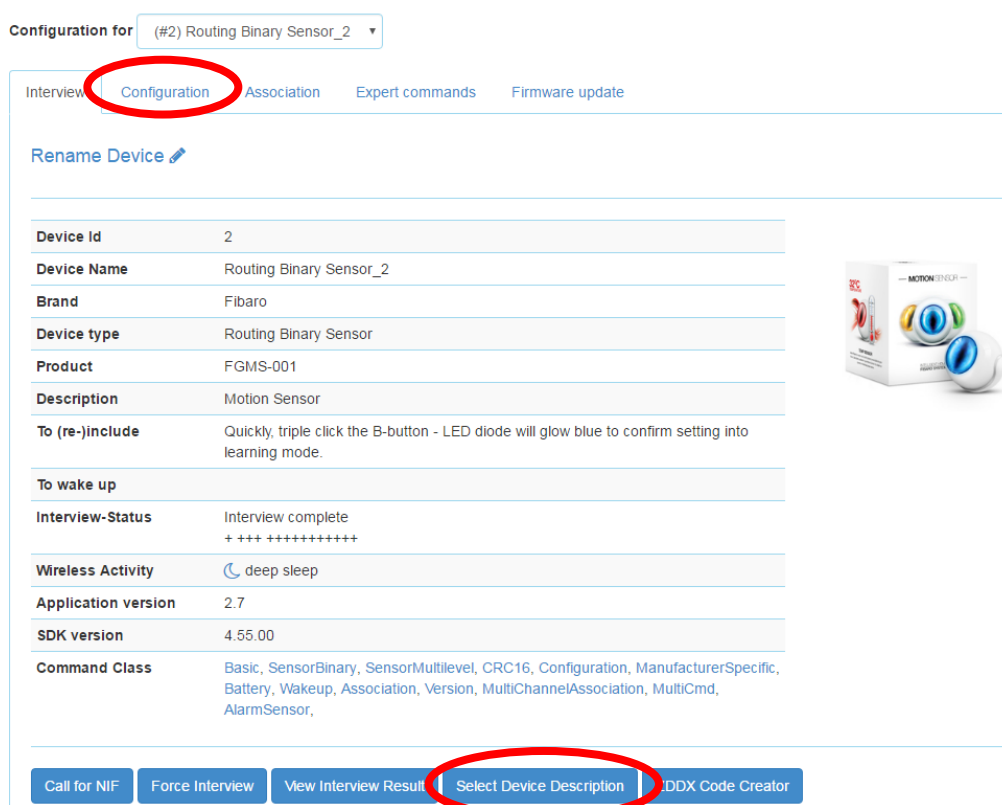 Configuration for (#2) Routing Binary Sensor_2
Interview Configuration Association Expert commands Firmware update
Rename Device
Device Id 2
Device Name Routing Binary Sensor_2
Brand Fibaro
Device type Routing Binary Sensor
Product FGMS-001
Description Motion Sensor
To (re-)include Quickly, triple click the B-button - LED diode will glow blue to confirm setting into
learning mode.
To wake up
Interview-Status Interview complete
+ +++ +++++++++++
Wireless Activity deep sleep
Application version 2.7
SDK version 4.55.00
Command Class Basic, SensorBinary, SensorMultilevel, CRC16, Configuration, ManufacturerSpecific,
Battery, Wakeup, Association, Version, MultiChannelAssociation, MultiCmd,
AlarmSensor,
Call for NIF Force Interview View Interview Result Select Device Description DDX Code Creator
MOTION SENSOR